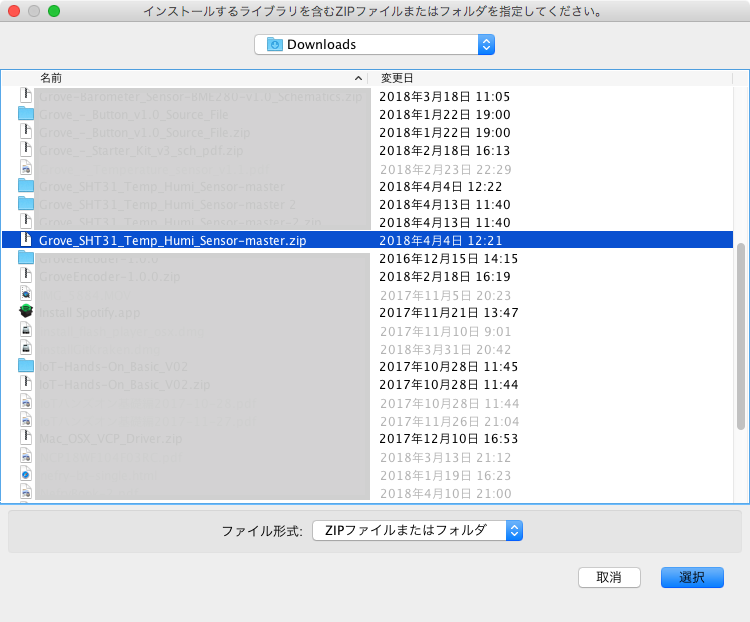 インストールするライブラリを含むZIPファイルまたはフォルダを指定してください。
Downloads
名前 変更日
Grove-Barometer_Sensor-BME280-v1.0_Schematics.zip 2018年3月18日 11:05
Grove_-_Button_v1.0_Source_File 2018年1月22日 19:00
Grove_-_Button_v1.0_Source_File.zip 2018年1月22日 19:00
Grove_-_Starter_Kit_v3_sch_pdf.zip 2018年2月18日 16:13
2018年2月23日 22:29
Grove_SHT31_Temp_Humi_Sensor-master 2018年4月4日 12:22
Grove_SHT31_Temp_Humi_Sensor-master 2 2018年4月13日 11:40
Grove_SHT31_Temp_Humi_Sensor-master-2.zip 2018年4月13日 11:40
Grove_SHT31_Temp_Humi_Sensor-master.zip 2018年4月4日 12:21
GroveEncoder-1.0.0 2016年12月15日 14:15
GroveEncoder-1.0.0.zip 2018年2月18日 16:19
2017年11月5日 20:23
Install Spotify.app 2017年11月21日 13:47
2017年11月10日 9:01
2018年3月31日 20:42
IoT-Hands-On_Basic_V02 2017年10月28日 11:45
IoT-Hands-On_Basic_V02.zip 2017年10月28日 11:44
2017年10月28日 11:44
2017年11月26日 21:04
Mac_OSX_VCP_Driver.zip 2017年12月10日 16:53
2018年3月13日 21:12
2018年1月19日 16:23
2018年4月10日 21:00
ファイル形式: ZIPファイルまたはフォルダ
取消 選択